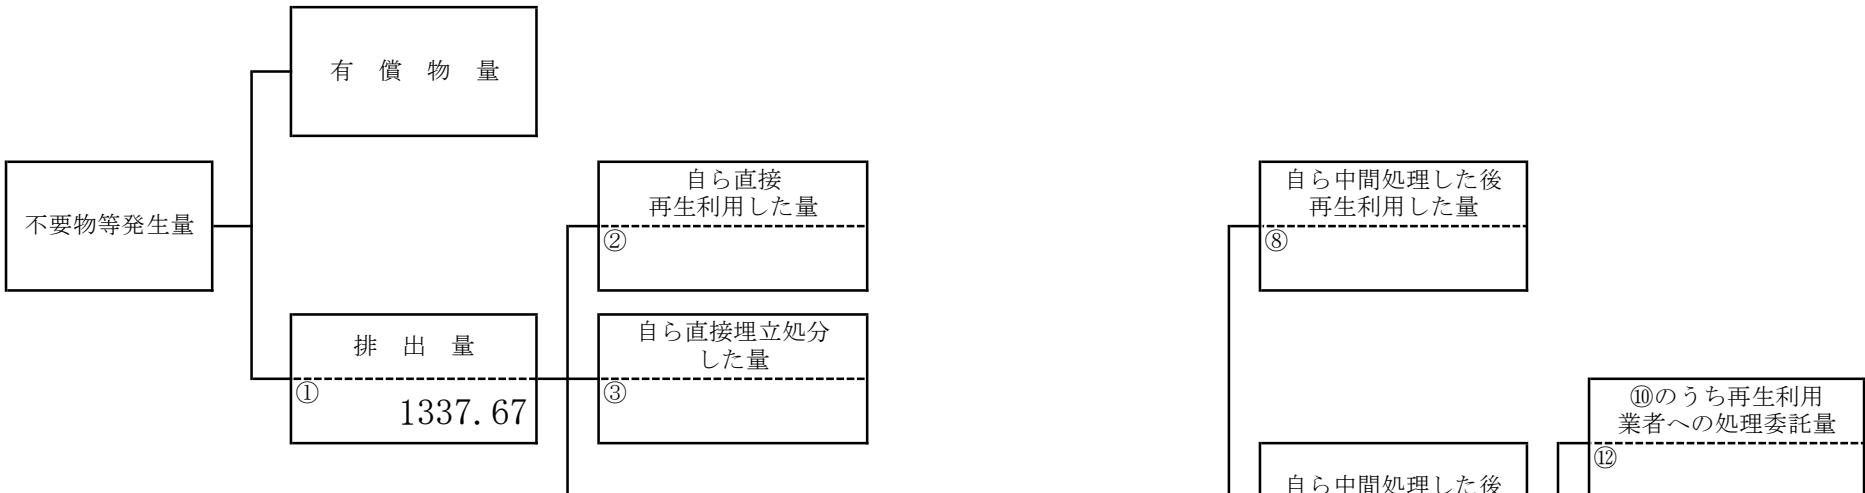 有 償 物 量
不要物等発生量
自ら直接
再生利用した量
②
自ら中間処理した後
再生利用した量
⑧
排 出 量
①
1337.67
自ら直接埋立処分
した量
③
⑩のうち再生利用
業者への処理委託量
⑫
自ら中間処理した後